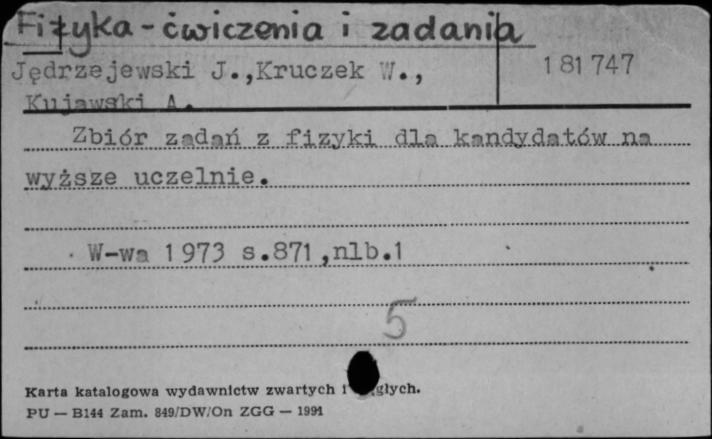 Fizyka - ćwiczenia i zadania
Jędrzejewski J.,Kruczek W.,
181 747
Kujawski A.
Zbiór zadań z fizyki dla kandydatów na
wyższe uczelnie.
W-wa 1973 s.871,nlb.1
5
Karta katalogowa wydawnictw zwartych i
PU — B144 Zam. 849/DW/On ZGG — 1991